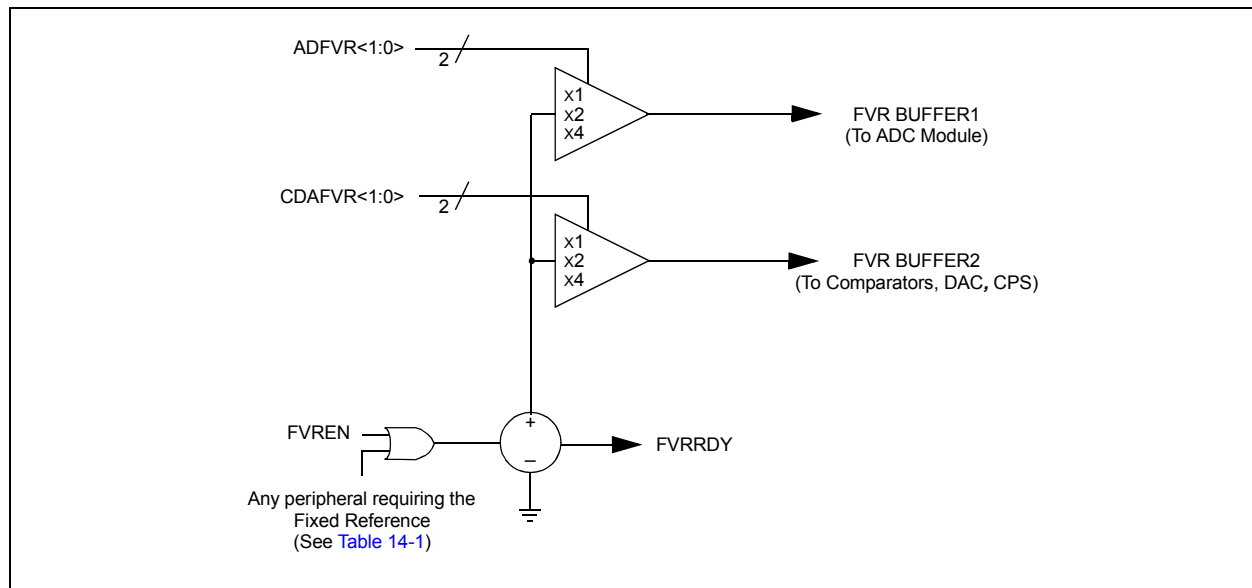 ADFVR<1:0>
2
X1
X2
X4
FVR BUFFER1
(To ADC Module)
CDAFVR<1:0>
2
X1
X2
X4
FVR BUFFER2
(To Comparators, DAC, CPS)
FVREN
+
–
FVRRDY
Any peripheral requiring the
Fixed Reference
(See Table 14-1)